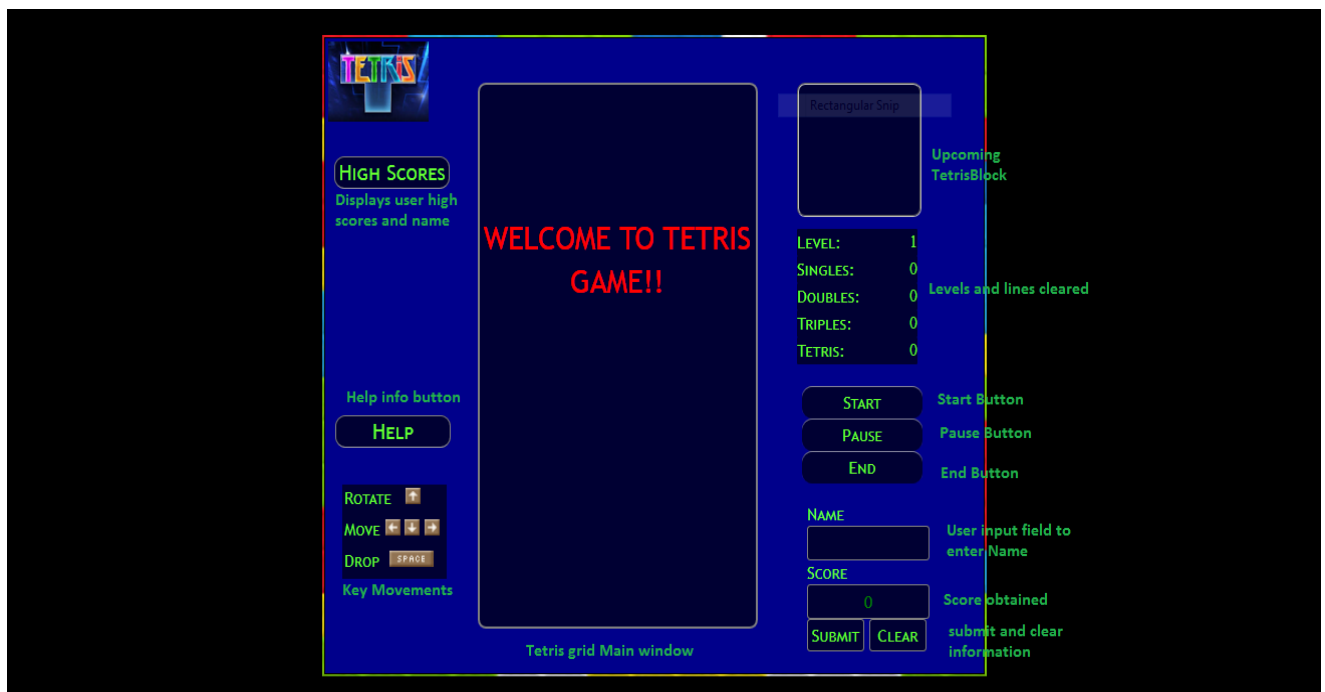 TETRIS
HIGH SCORES
Displays user high
scores and name
Help info button
HELP
ROTATE
MOVE
DROP SPACE
Key Movements
WELCOME TO TETRIS
GAME!!
Tetris grid Main window
Rectangular Snip
Upcoming
TetrisBlock
LEVEL: 1
SINGLES: 0
DOUBLES: 0
TRIPLES: 0
TETRIS: 0
Levels and lines cleared
START
Start Button
PAUSE
Pause Button
END
End Button
NAME
User input field to
enter Name
SCORE
0
Score obtained
SUBMIT CLEAR
submit and clear
information